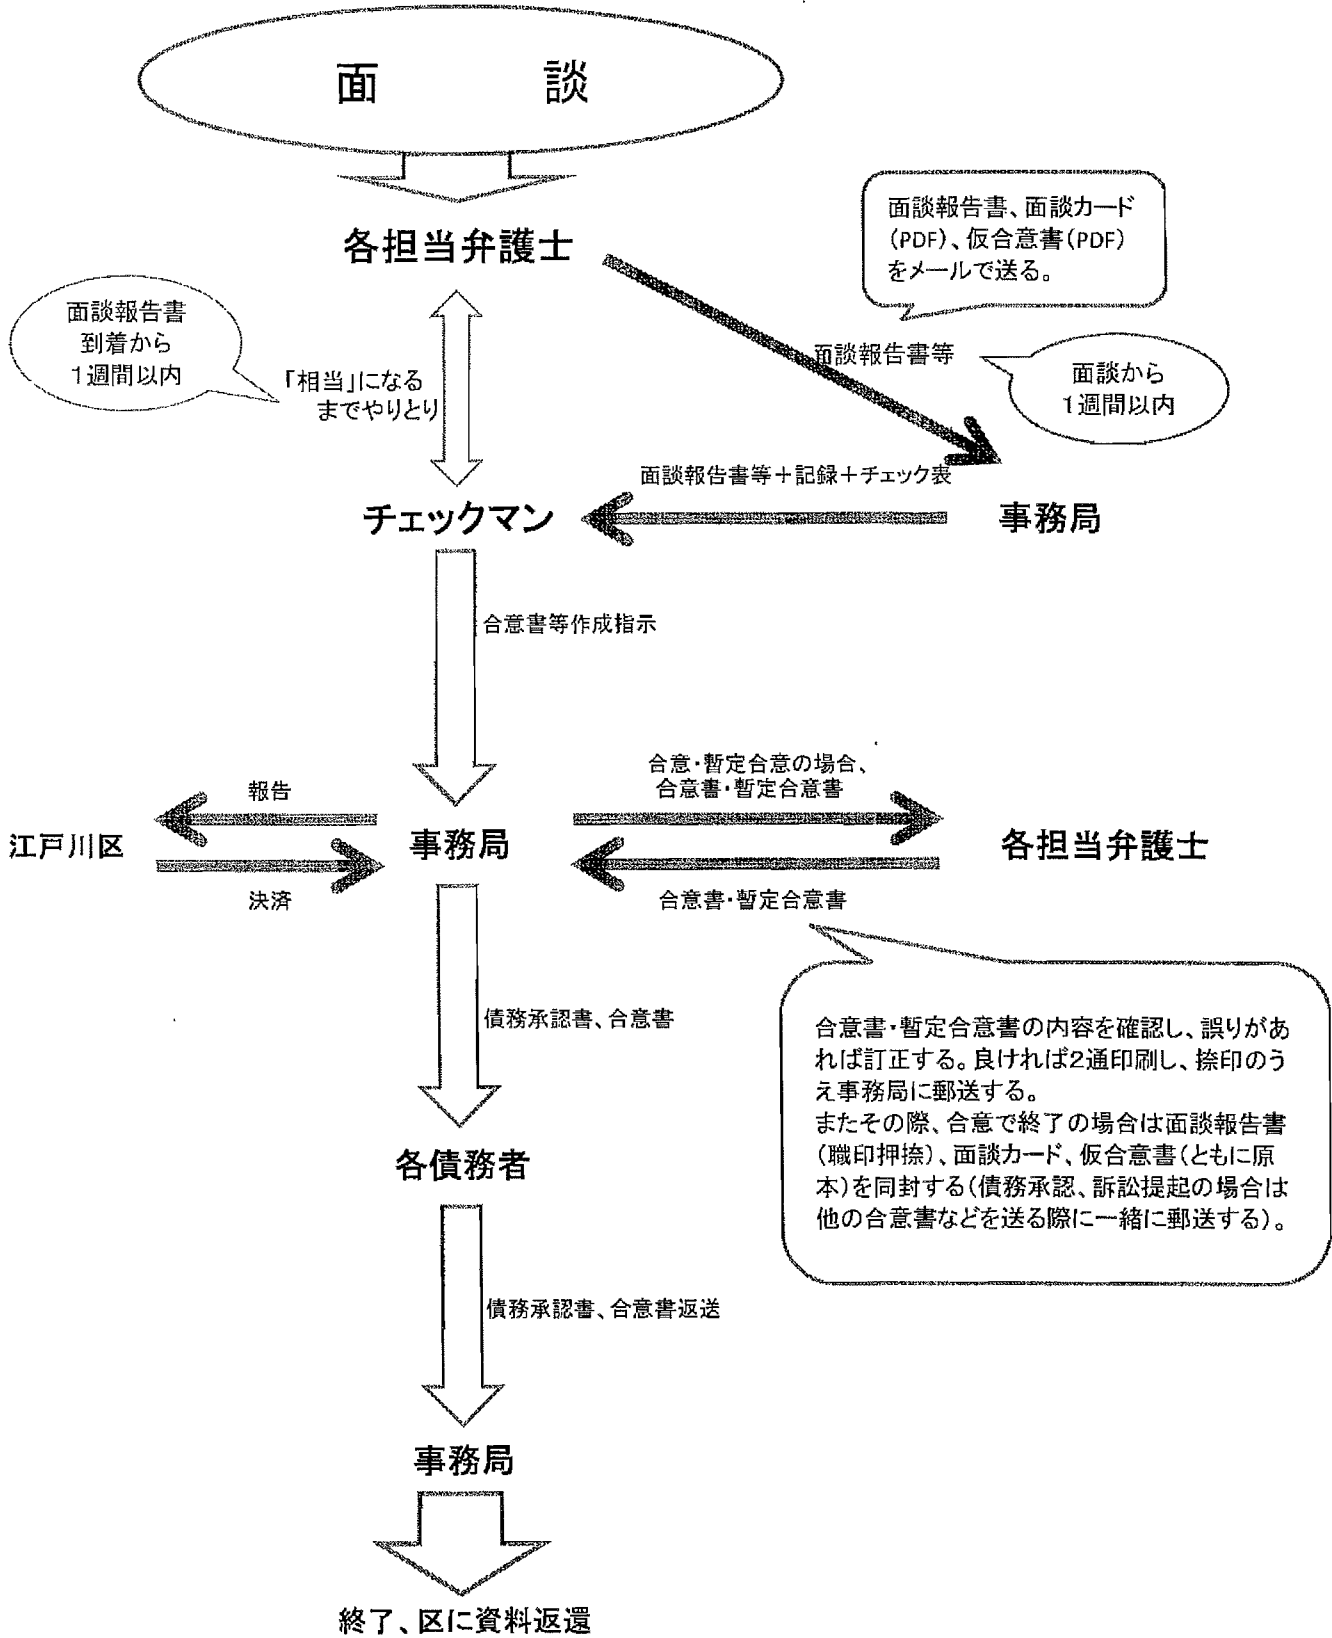 面 談
各担当弁護士
面談報告書、面談カード
(PDF)、仮合意書(PDF)
をメールで送る。
面談報告書
到着から
1週間以内
「相当」になる
までやりとり
面談報告書等
面談から
1週間以内
面談報告書等+記録+チェック表
チェックマン
事務局
合意書等作成指示
合意・暫定合意の場合、
合意書・暫定合意書
報告
江戸川区
事務局
各担当弁護士
決済
合意書・暫定合意書
債務承認書、合意書
合意書・暫定合意書の内容を確認し、誤りがあ
れば訂正する。良ければ2通印刷し、捺印のう
え事務局に郵送する。
またその際、合意で終了の場合は面談報告書
(職印押捺)、面談カード、仮合意書(ともに原
本)を同封する(債務承認、訴訟提起の場合は
他の合意書などを送る際に一緒に郵送する)。
各債務者
債務承認書、合意書返送
事務局
終了、区に資料返還